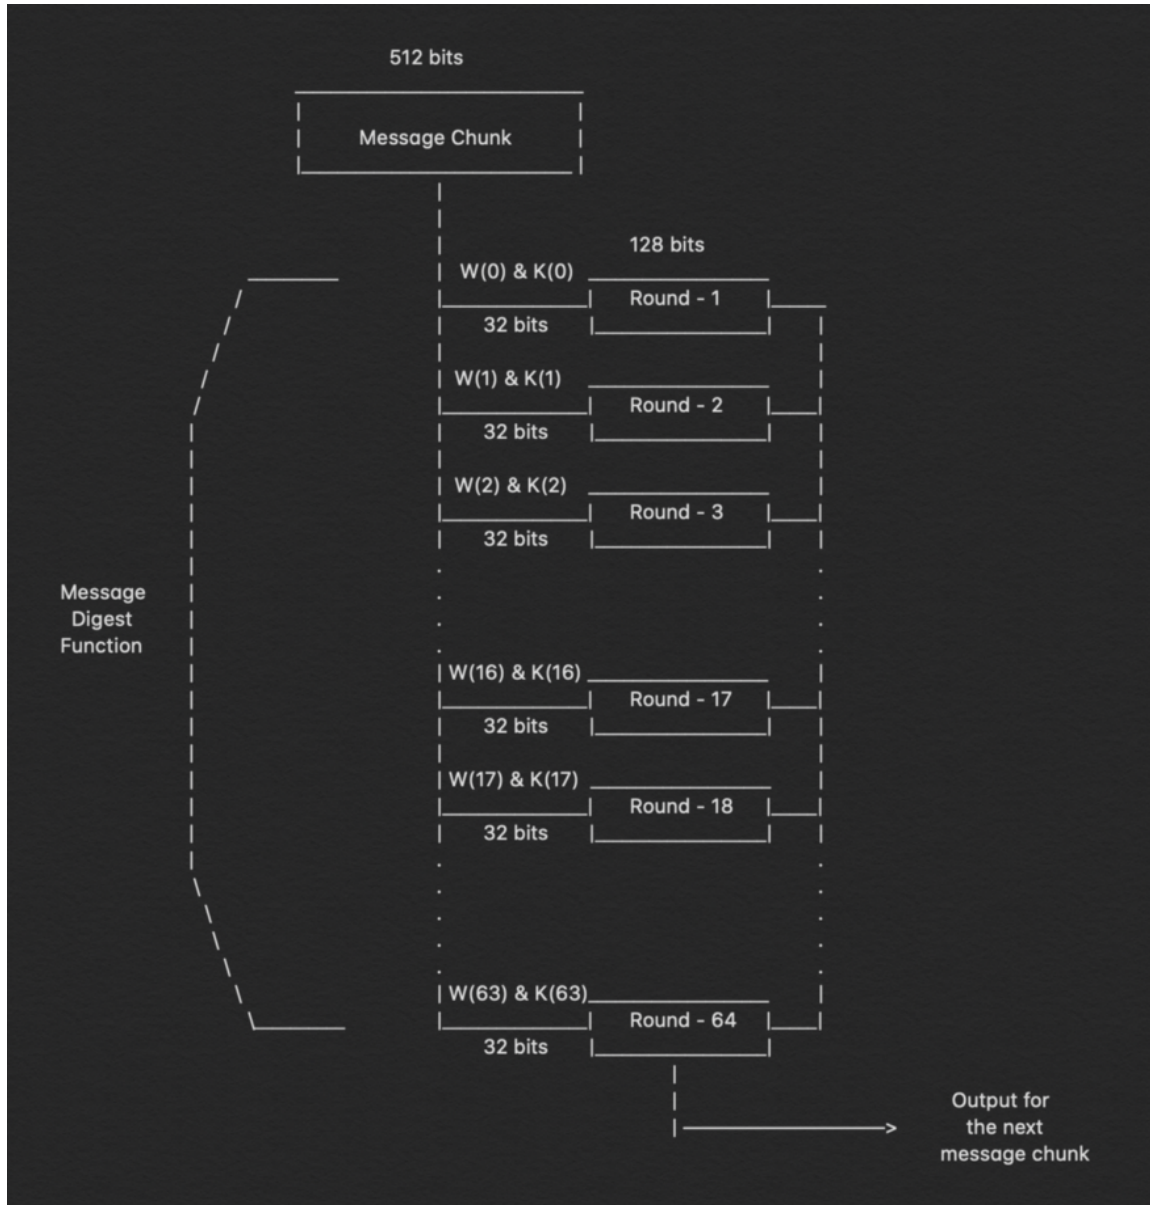 512 bits
Message Chunk
128 bits
W(0) & K(0)
Round - 1
32 bits
W(1) & K(1)
Round - 2
32 bits
W(2) & K(2)
Round - 3
32 bits
Message
Digest
Function
W(16) & K(16)
Round - 17
32 bits
W(17) & K(17)
Round - 18
32 bits
W(63) & K(63)
Round - 64
32 bits
Output for
the next
message chunk